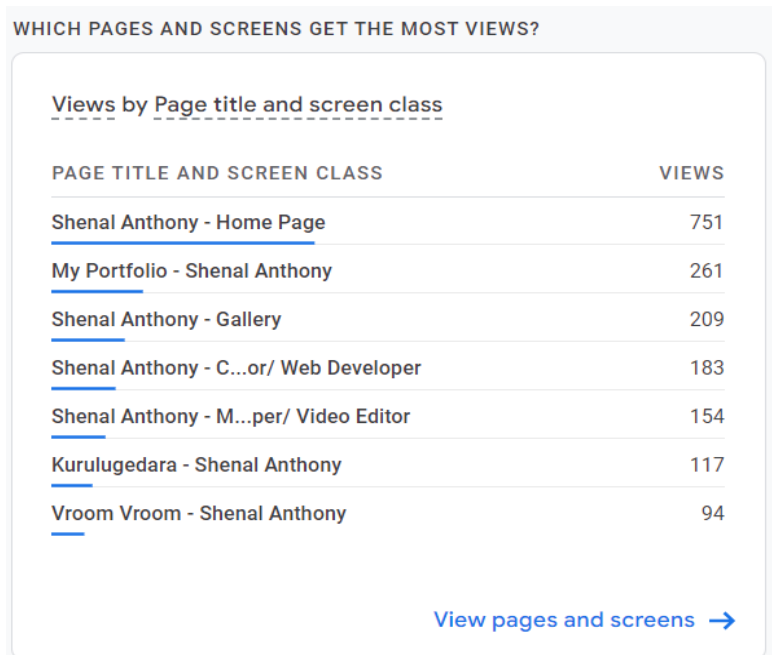 WHICH PAGES AND SCREENS GET THE MOST VIEWS?
Views by Page title and screen class
PAGE TITLE AND SCREEN CLASS VIEWS
Shenal Anthony - Home Page 751
My Portfolio - Shenal Anthony 261
Shenal Anthony - Gallery 209
Shenal Anthony - C...or/ Web Developer 183
Shenal Anthony - M...per/ Video Editor 154
Kurulugedara - Shenal Anthony 117
Vroom Vroom - Shenal Anthony 94
View pages and screens →